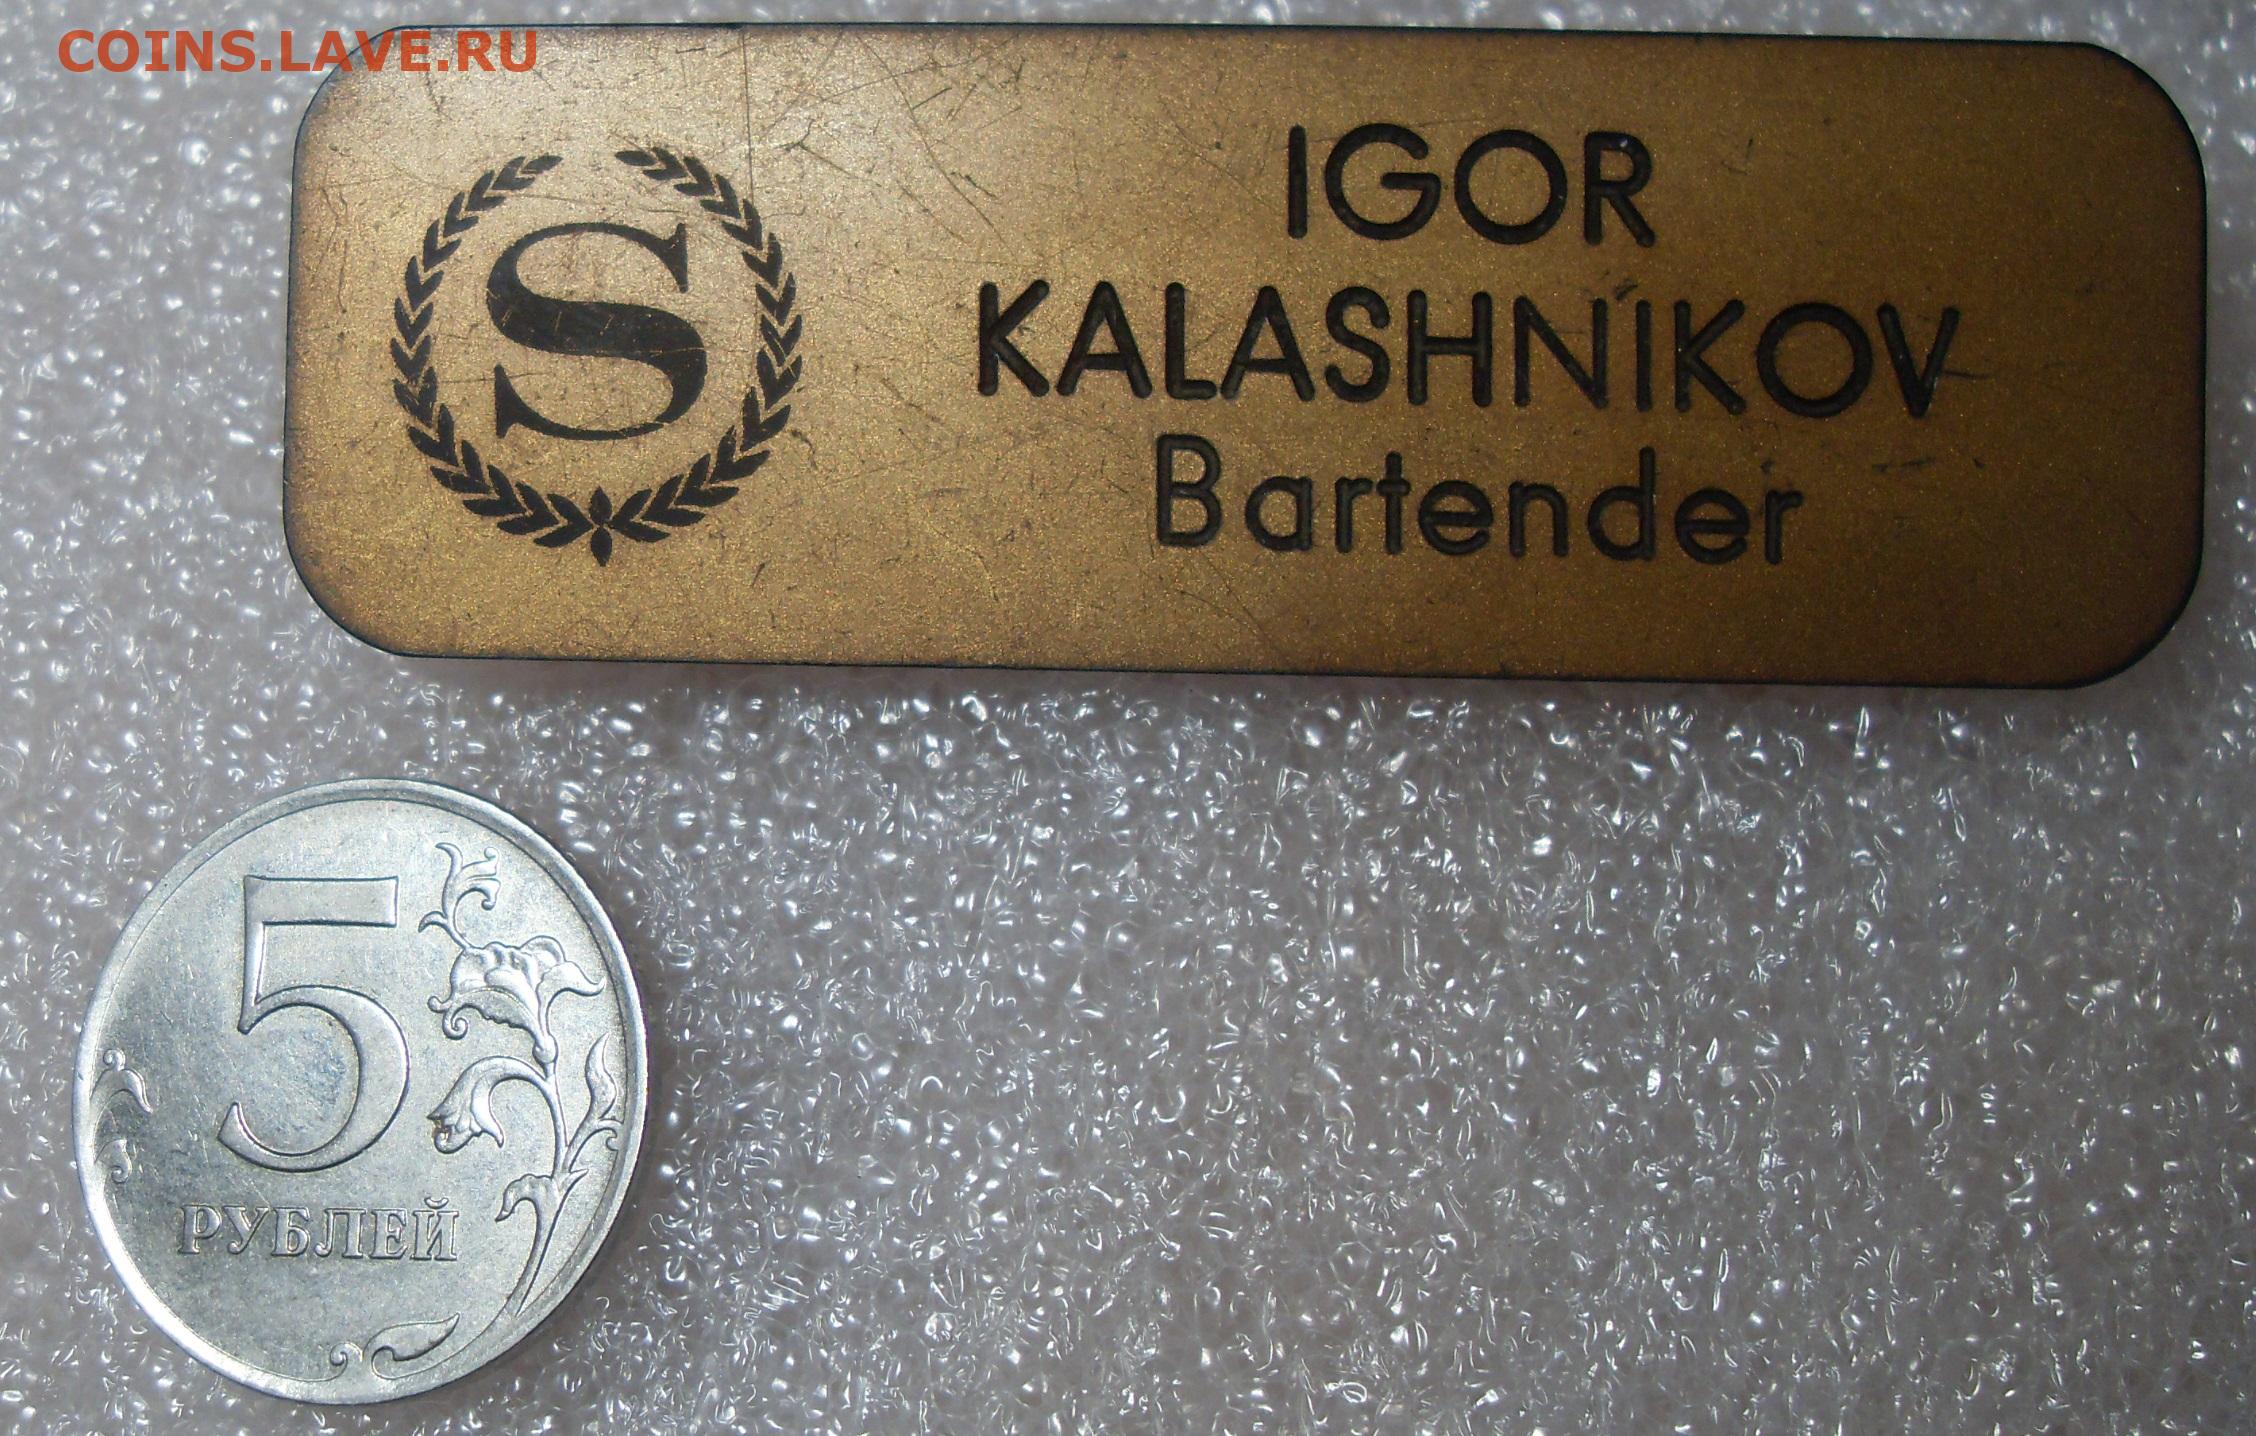 COINS.LAVE.RU
S
IGOR
KALASHNIKOV
Bartender
5
РУБЛЕЙ